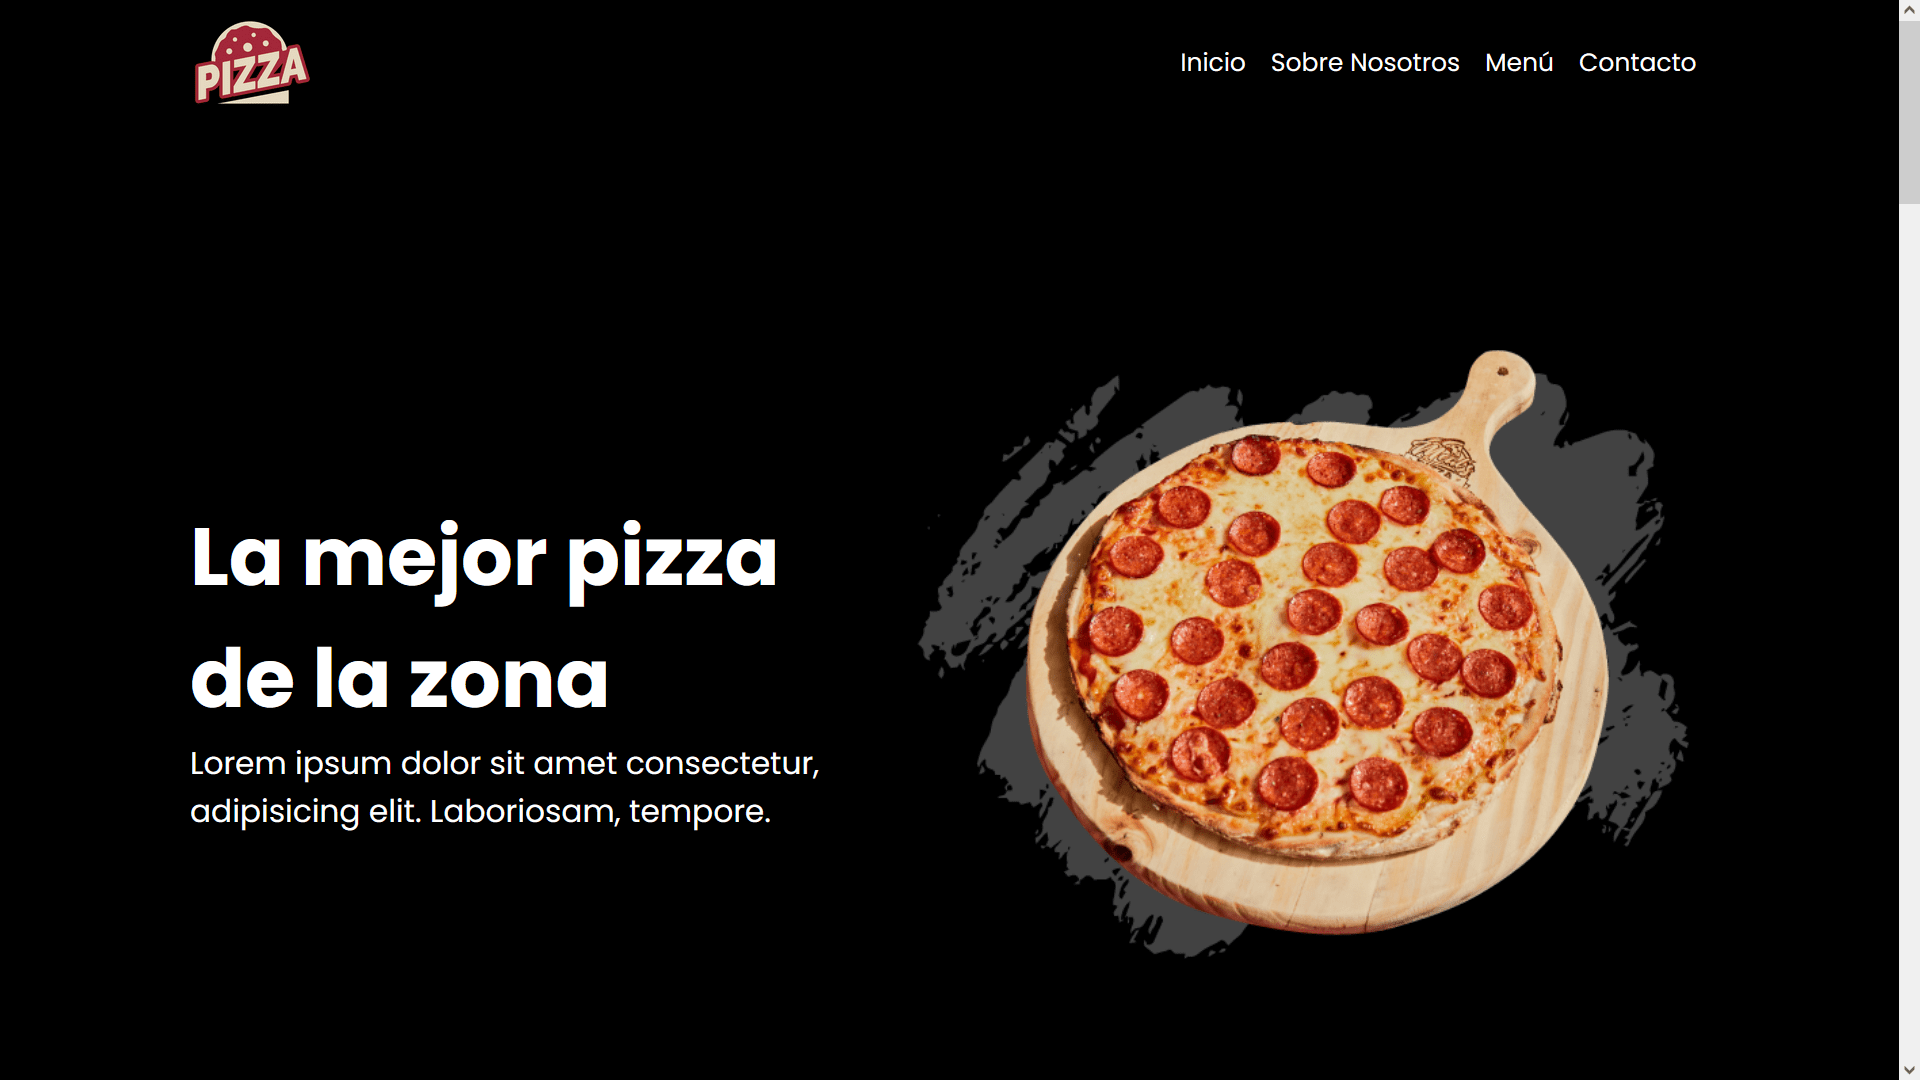 PIZZA
Inicio Sobre Nosotros Menú Contacto
La mejor pizza
de la zona
Lorem ipsum dolor sit amet consectetur,
adipisicing elit. Laboriosam, tempore.